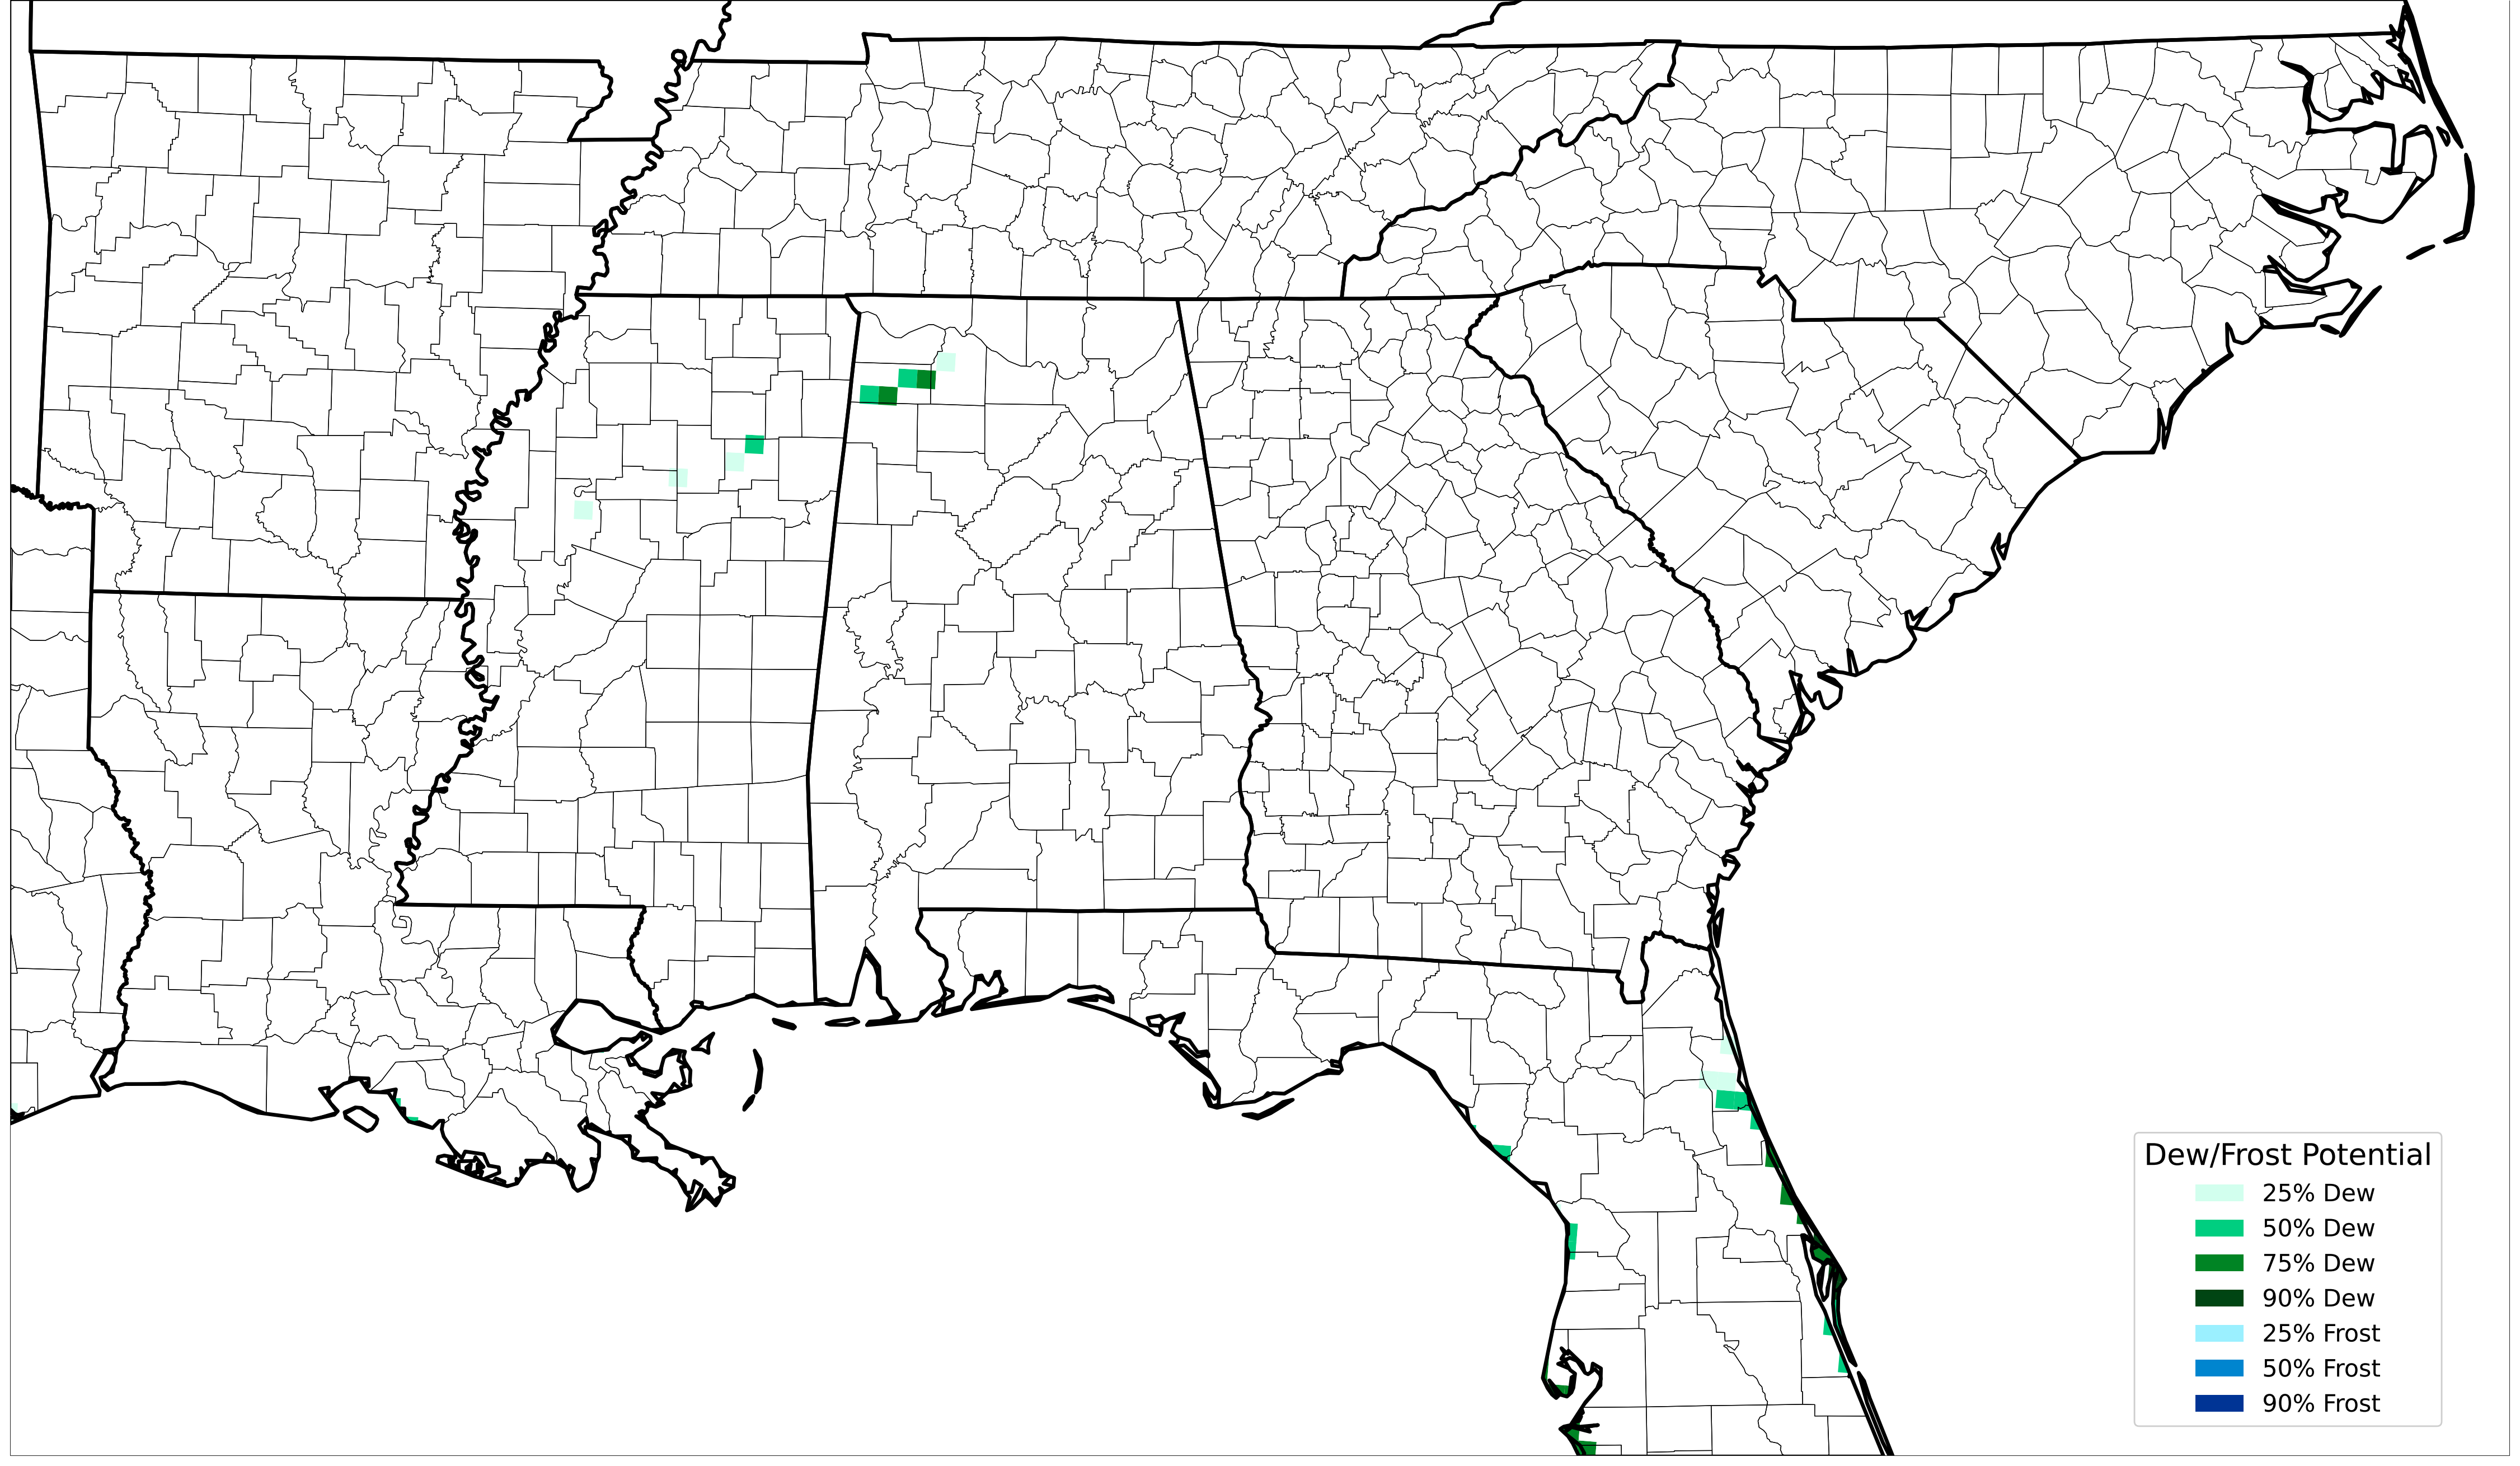 Dew/Frost Potential
25% Dew
50% Dew
75% Dew
90% Dew
25% Frost
50% Frost
90% Frost